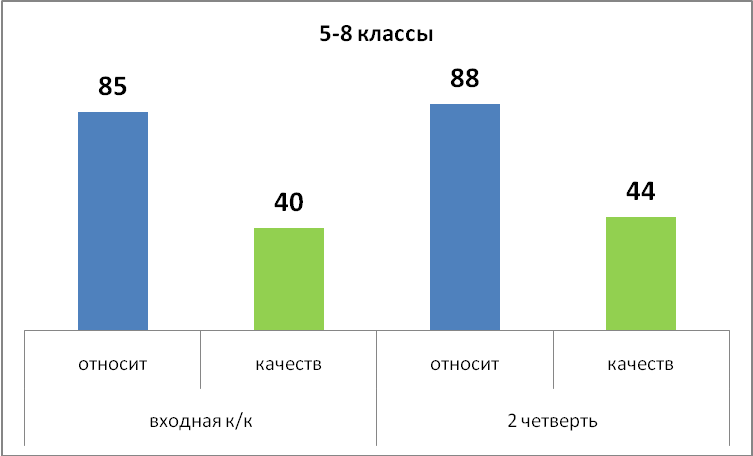 5-8 классы
85
40
88
44
относит
качеств
относит
качеств
входная к/к
2 четверть